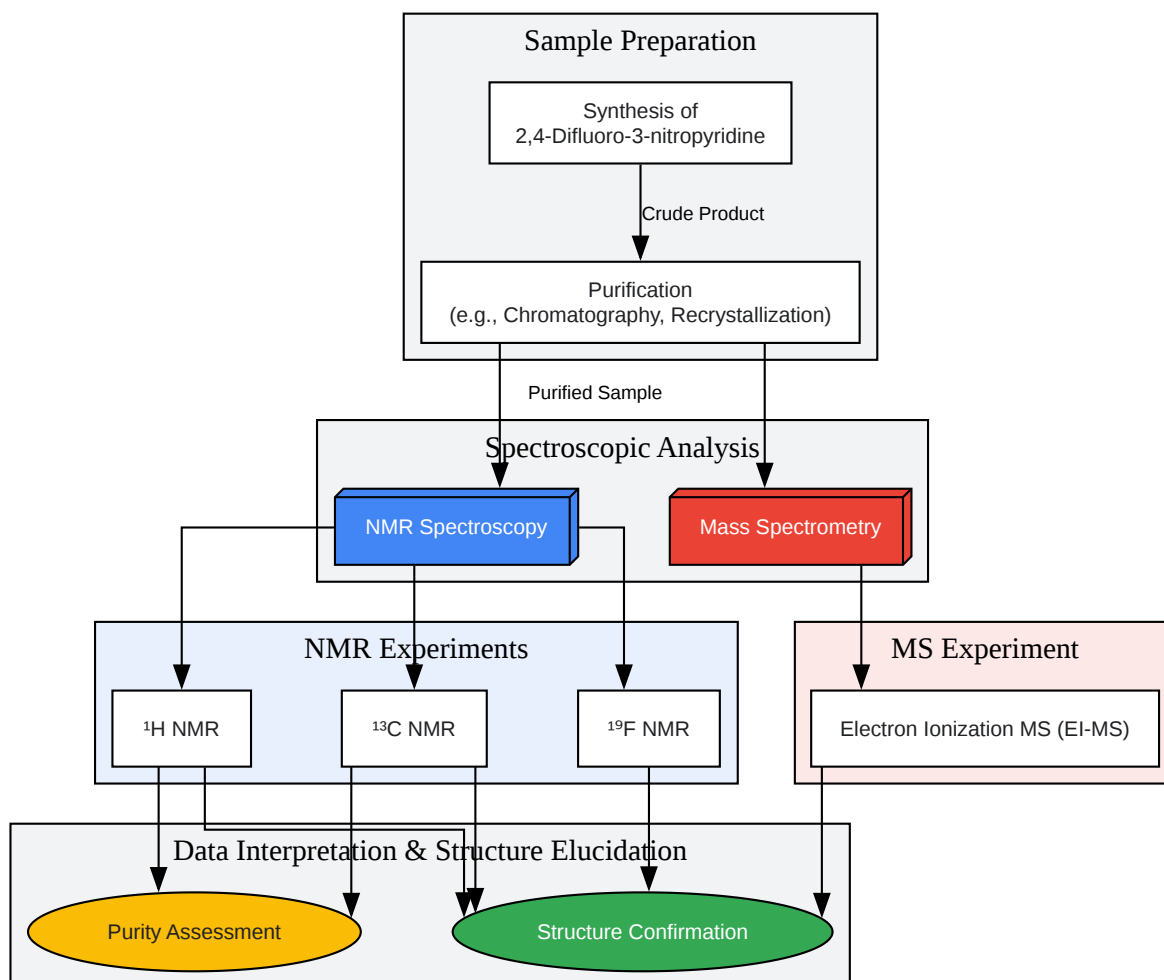 Sample Preparation
Synthesis of
2,4-Difluoro-3-nitropyridine
Crude Product
Purification
(e.g., Chromatography, Recrystallization)
Purified Sample
Spectroscopic Analysis
NMR Spectroscopy
Mass Spectrometry
NMR Experiments
MS Experiment
¹H NMR
¹³C NMR
¹⁹F NMR
Electron Ionization MS (EI-MS)
Data Interpretation & Structure Elucidation
Purity Assessment
Structure Confirmation